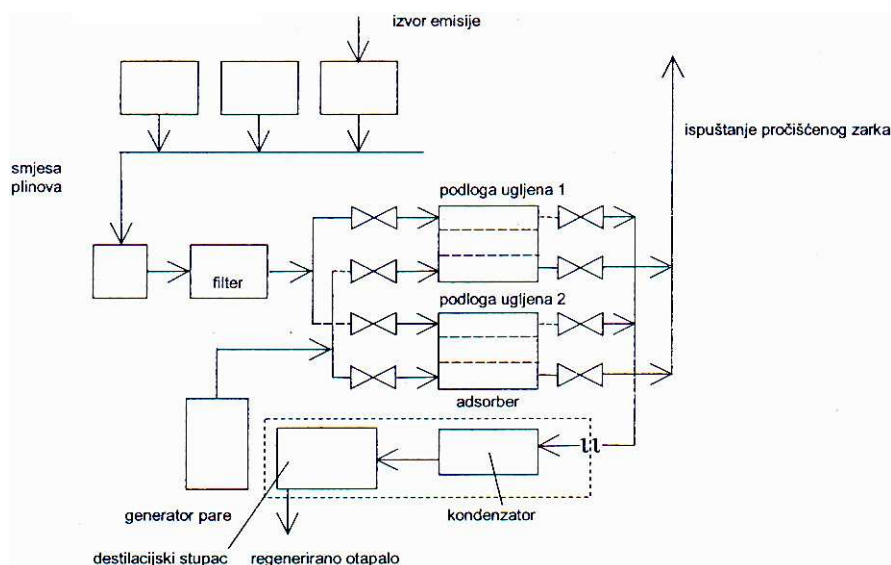 izvor emisije
ispuštanje pročišćenog zarka
smjesa
plinova
podloga ugljena 1
filter
podloga ugljena 2
adsorber
generator pare
kondenzator
destilacijski stupac
regenerirano otapalo